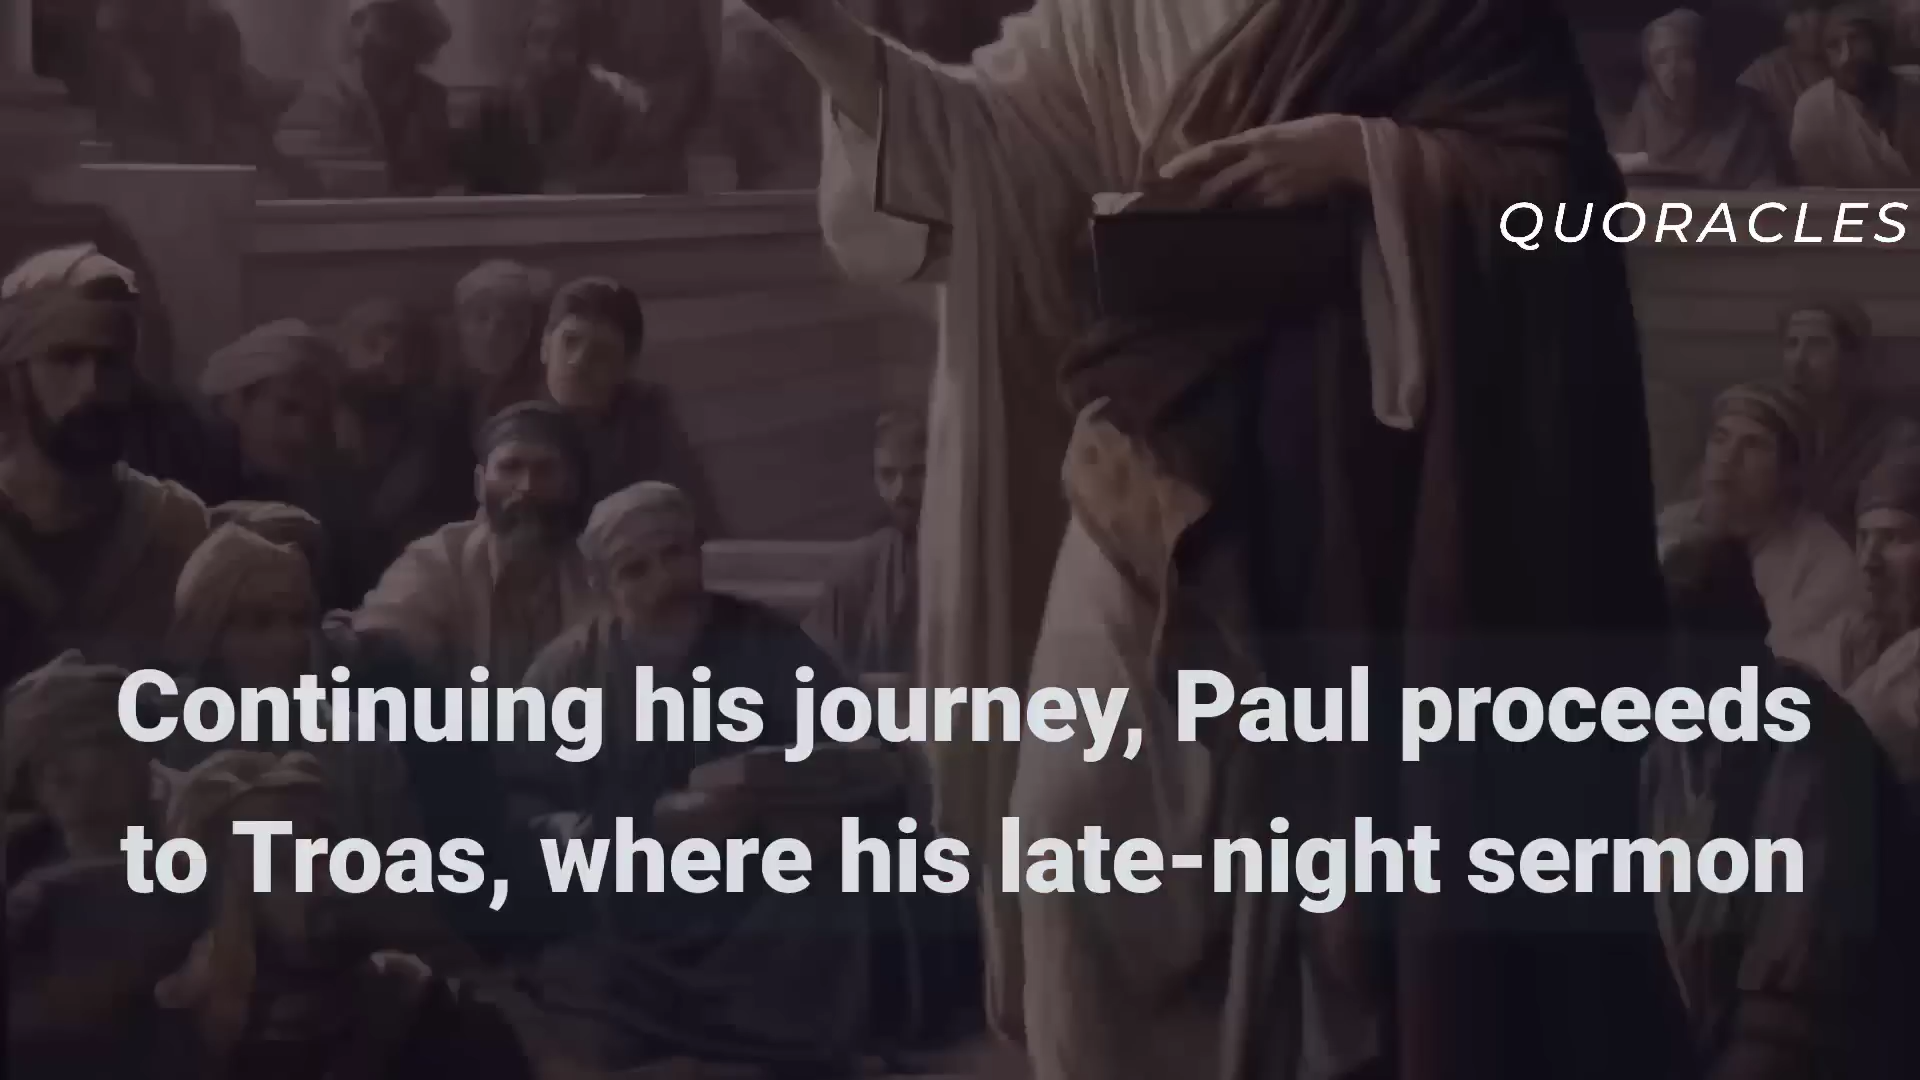 QUORACLES
Continuing his journey, Paul proceeds
to Troas, where his late-night sermon